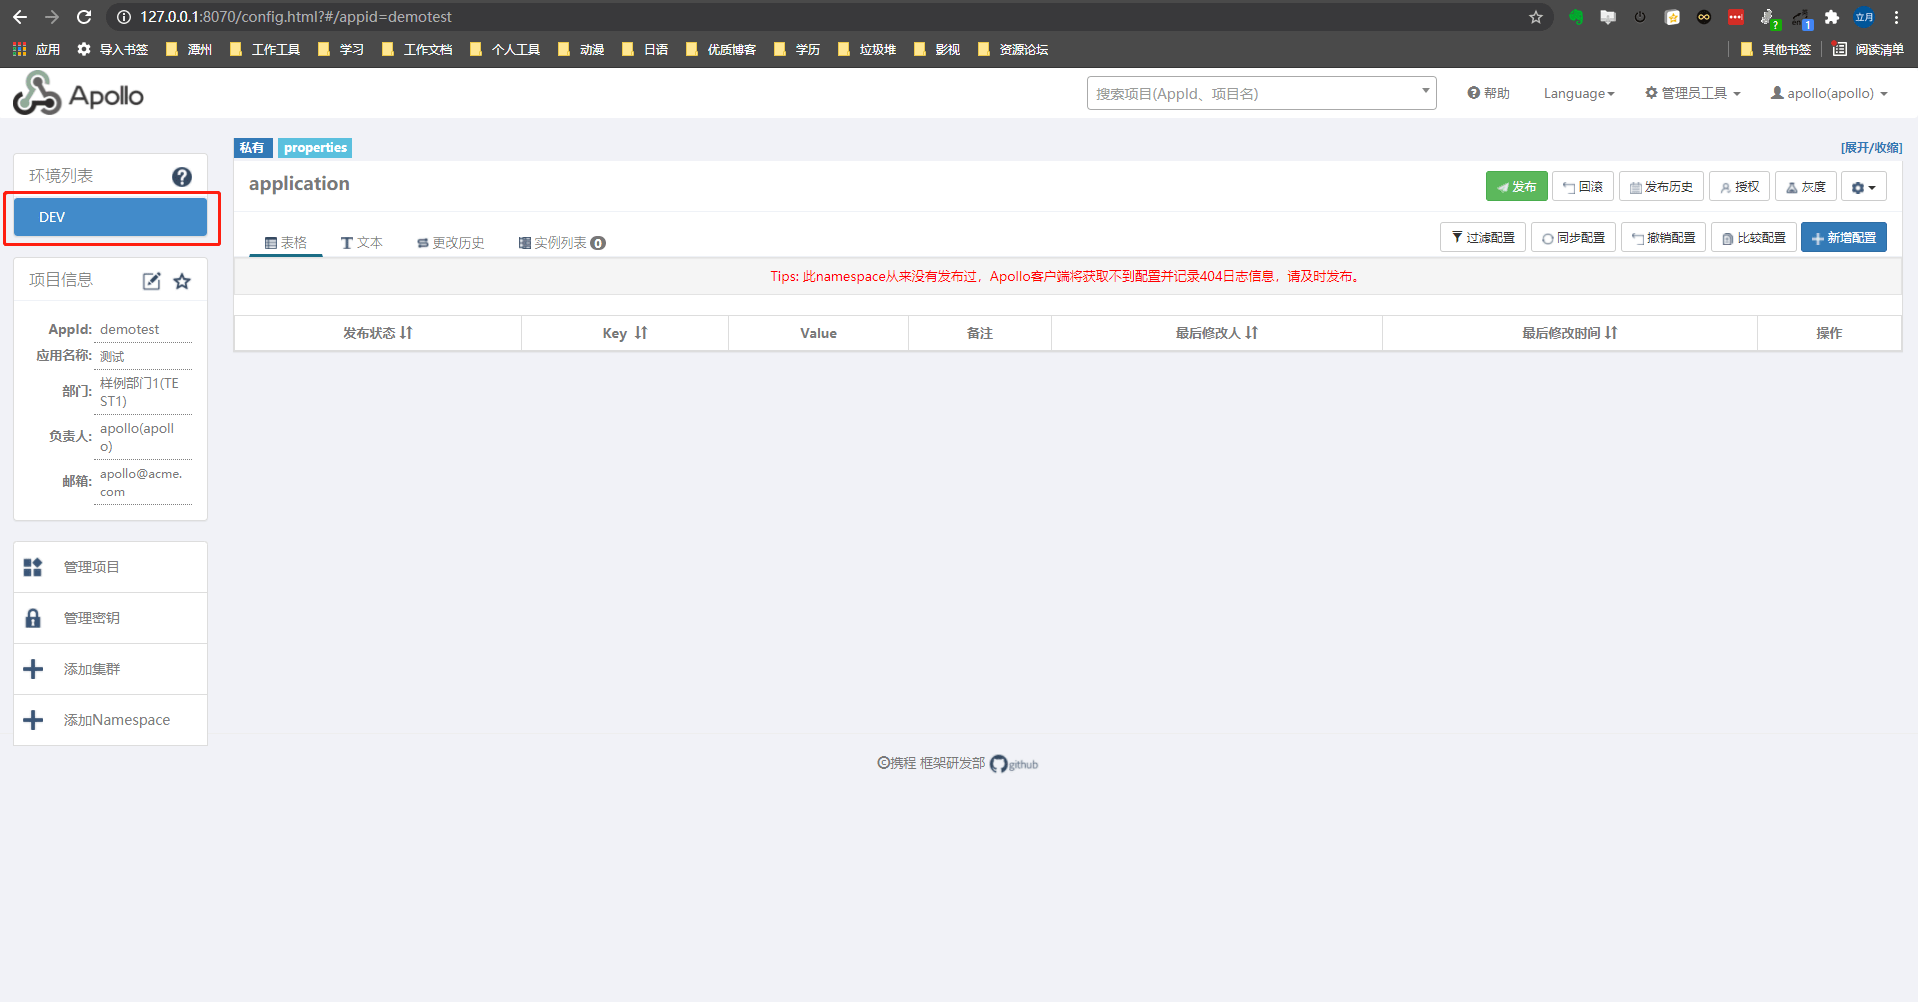 127.0.0.1:8070/config.html?#/appid=demotest
应用 导入书签 潭州 工作工具 学习 工作文档 个人工具 动漫 日语 优质博客 学历 垃圾堆 影视 资源论坛 其他书签 阅读清单
Apollo 搜索项目(AppId、项目名) 帮助 Language 管理员工具 apollo(apollo)
私有 properties [展开/收缩]
环境列表
DEV
application 发布 回滚 发布历史 授权 灰度
表格 文本 更改历史 实例列表 0 过滤配置 同步配置 撤销配置 比较配置 新增配置
Tips: 此namespace从来没有发布过，Apollo客户端将获取不到配置并记录404日志信息，请及时发布。
发布状态 Key Value 备注 最后修改人 最后修改时间 操作
项目信息
AppId: demotest
应用名称: 测试
部门: 样例部门1(TE
ST1)
负责人: apollo(apoll
o)
邮箱: apollo@acme.
com
管理项目
管理密钥
添加集群
添加Namespace
©携程 框架研发部 github